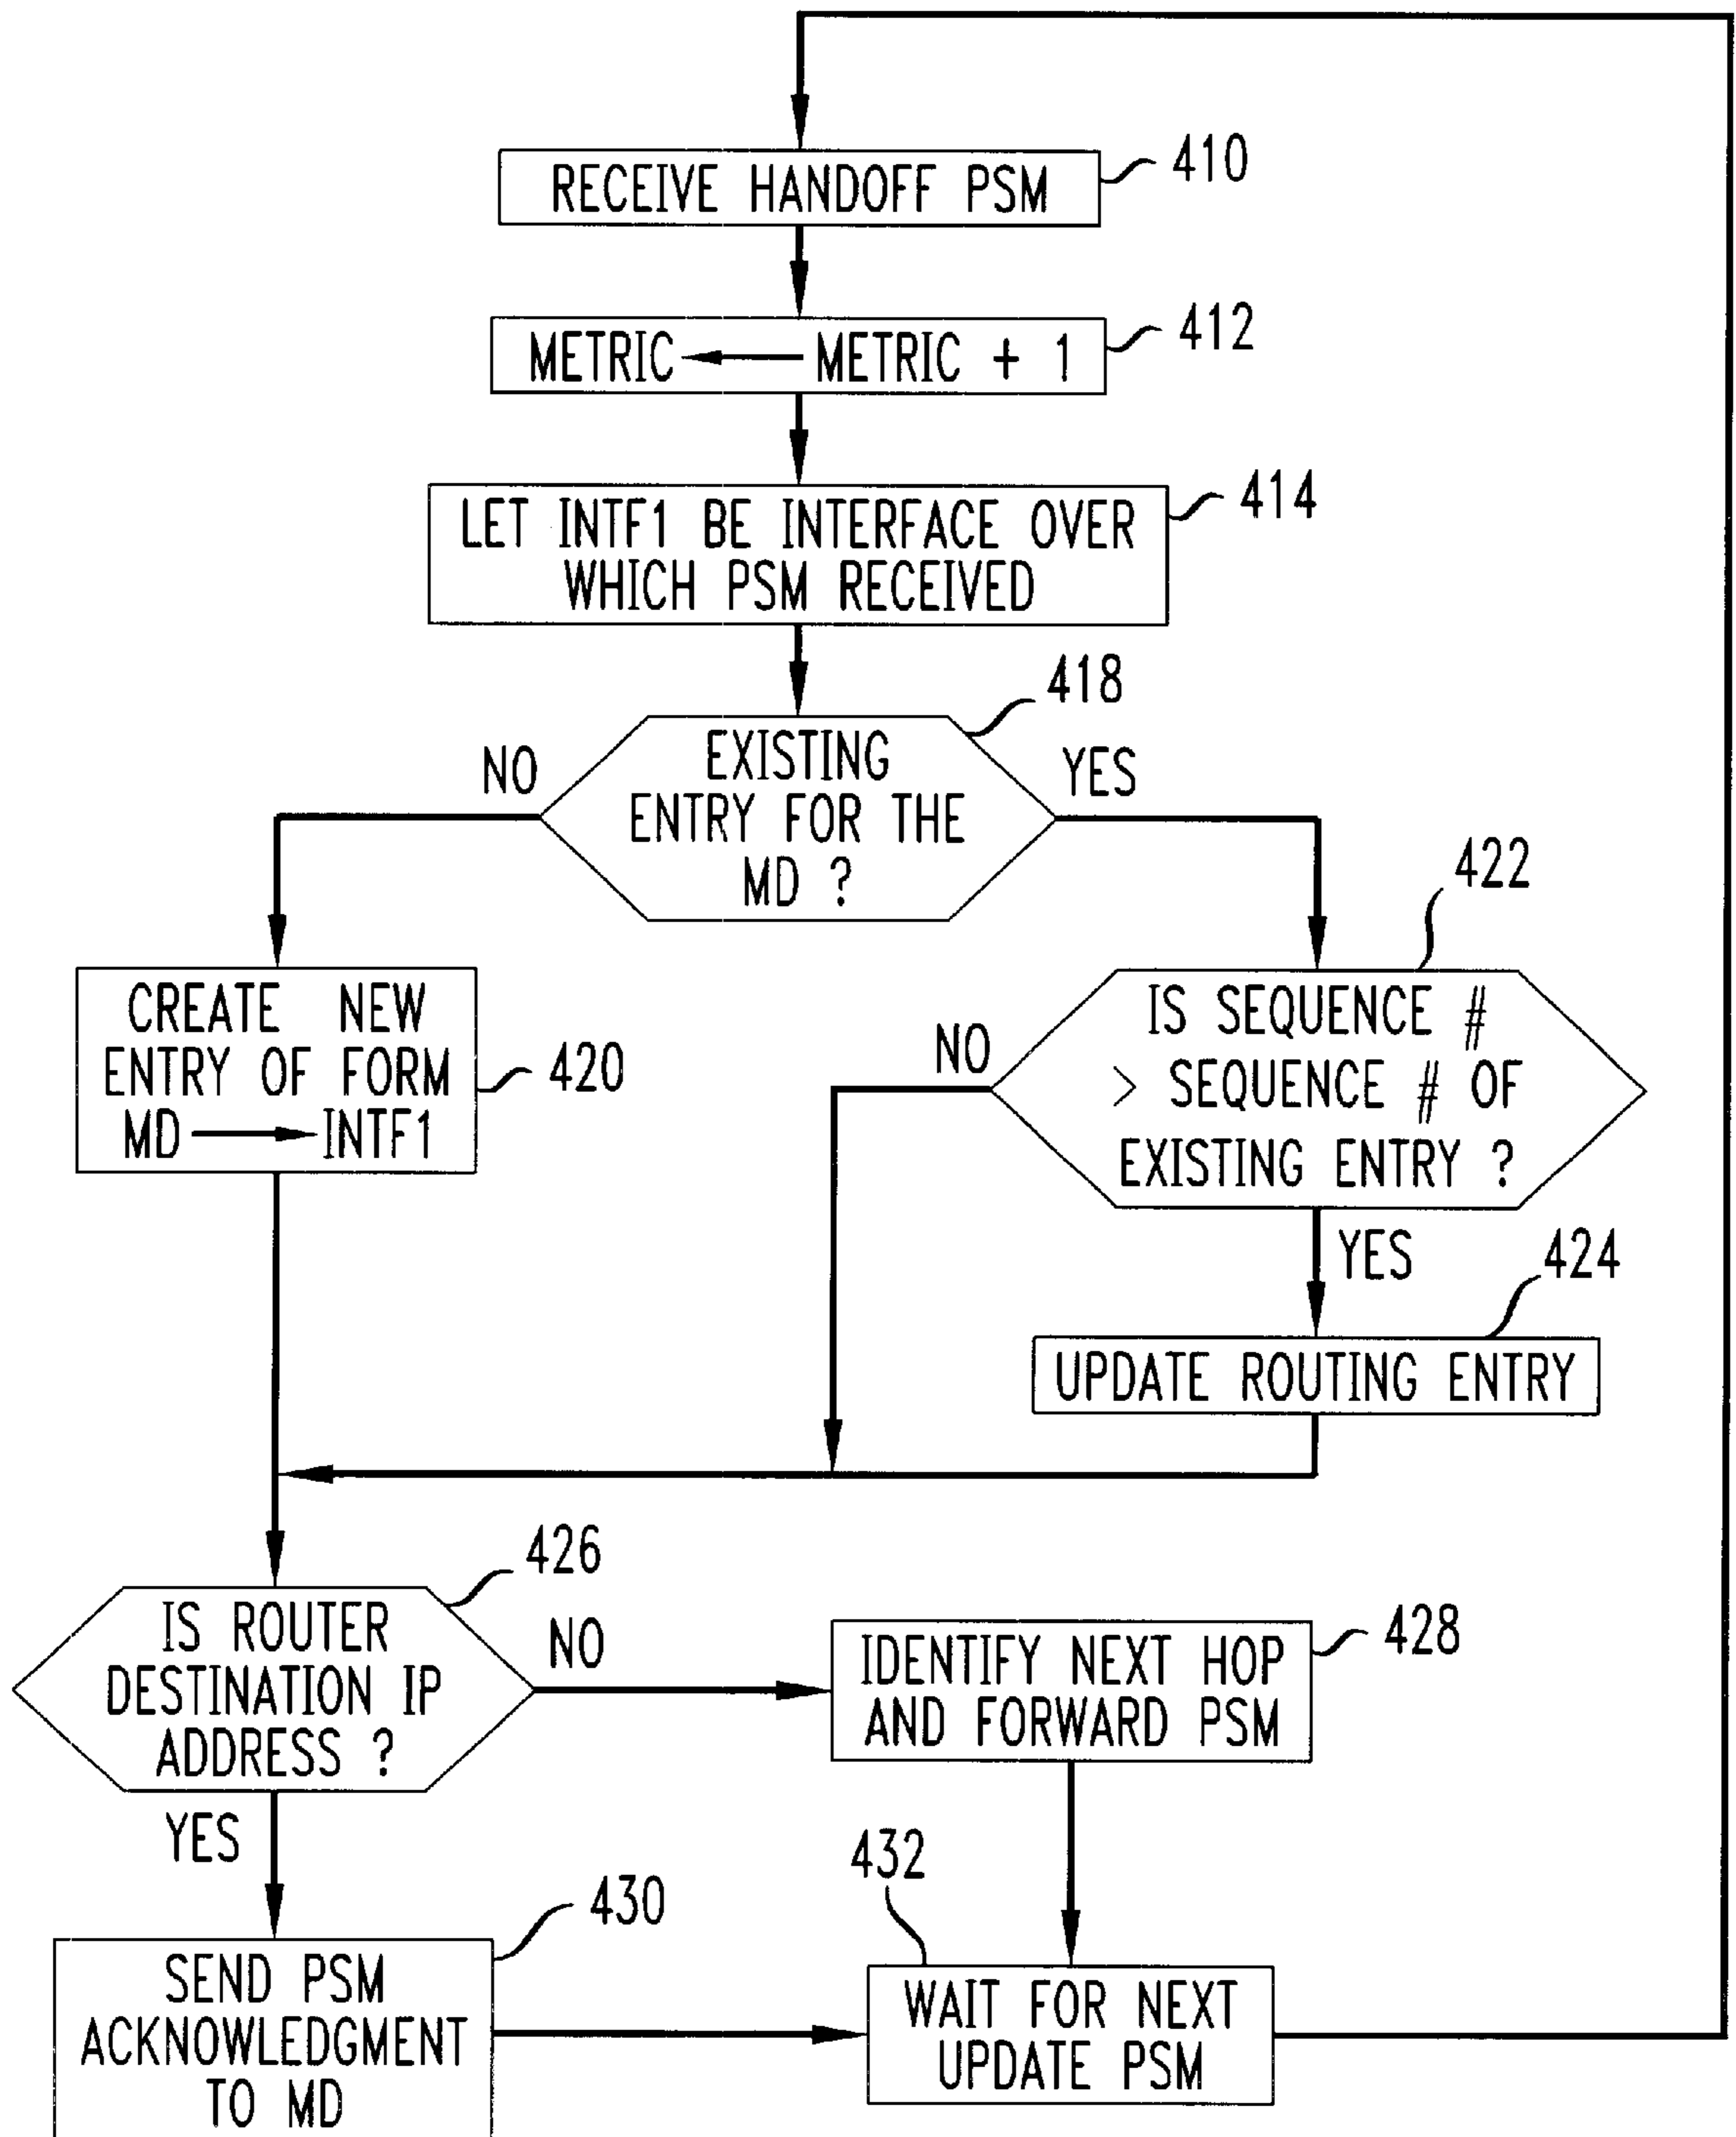 RECEIVE HANDOFF PSM
410
METRIC ← METRIC + 1
412
LET INTF1 BE INTERFACE OVER
WHICH PSM RECEIVED
414
418
NO
EXISTING
ENTRY FOR THE
MD ?
YES
422
CREATE NEW
ENTRY OF FORM
MD → INTF1
420
NO
IS SEQUENCE #
> SEQUENCE # OF
EXISTING ENTRY ?
YES
424
UPDATE ROUTING ENTRY
426
IS ROUTER
DESTINATION IP
ADDRESS ?
NO
IDENTIFY NEXT HOP
AND FORWARD PSM
428
YES
430
432
SEND PSM
ACKNOWLEDGMENT
TO MD
WAIT FOR NEXT
UPDATE PSM